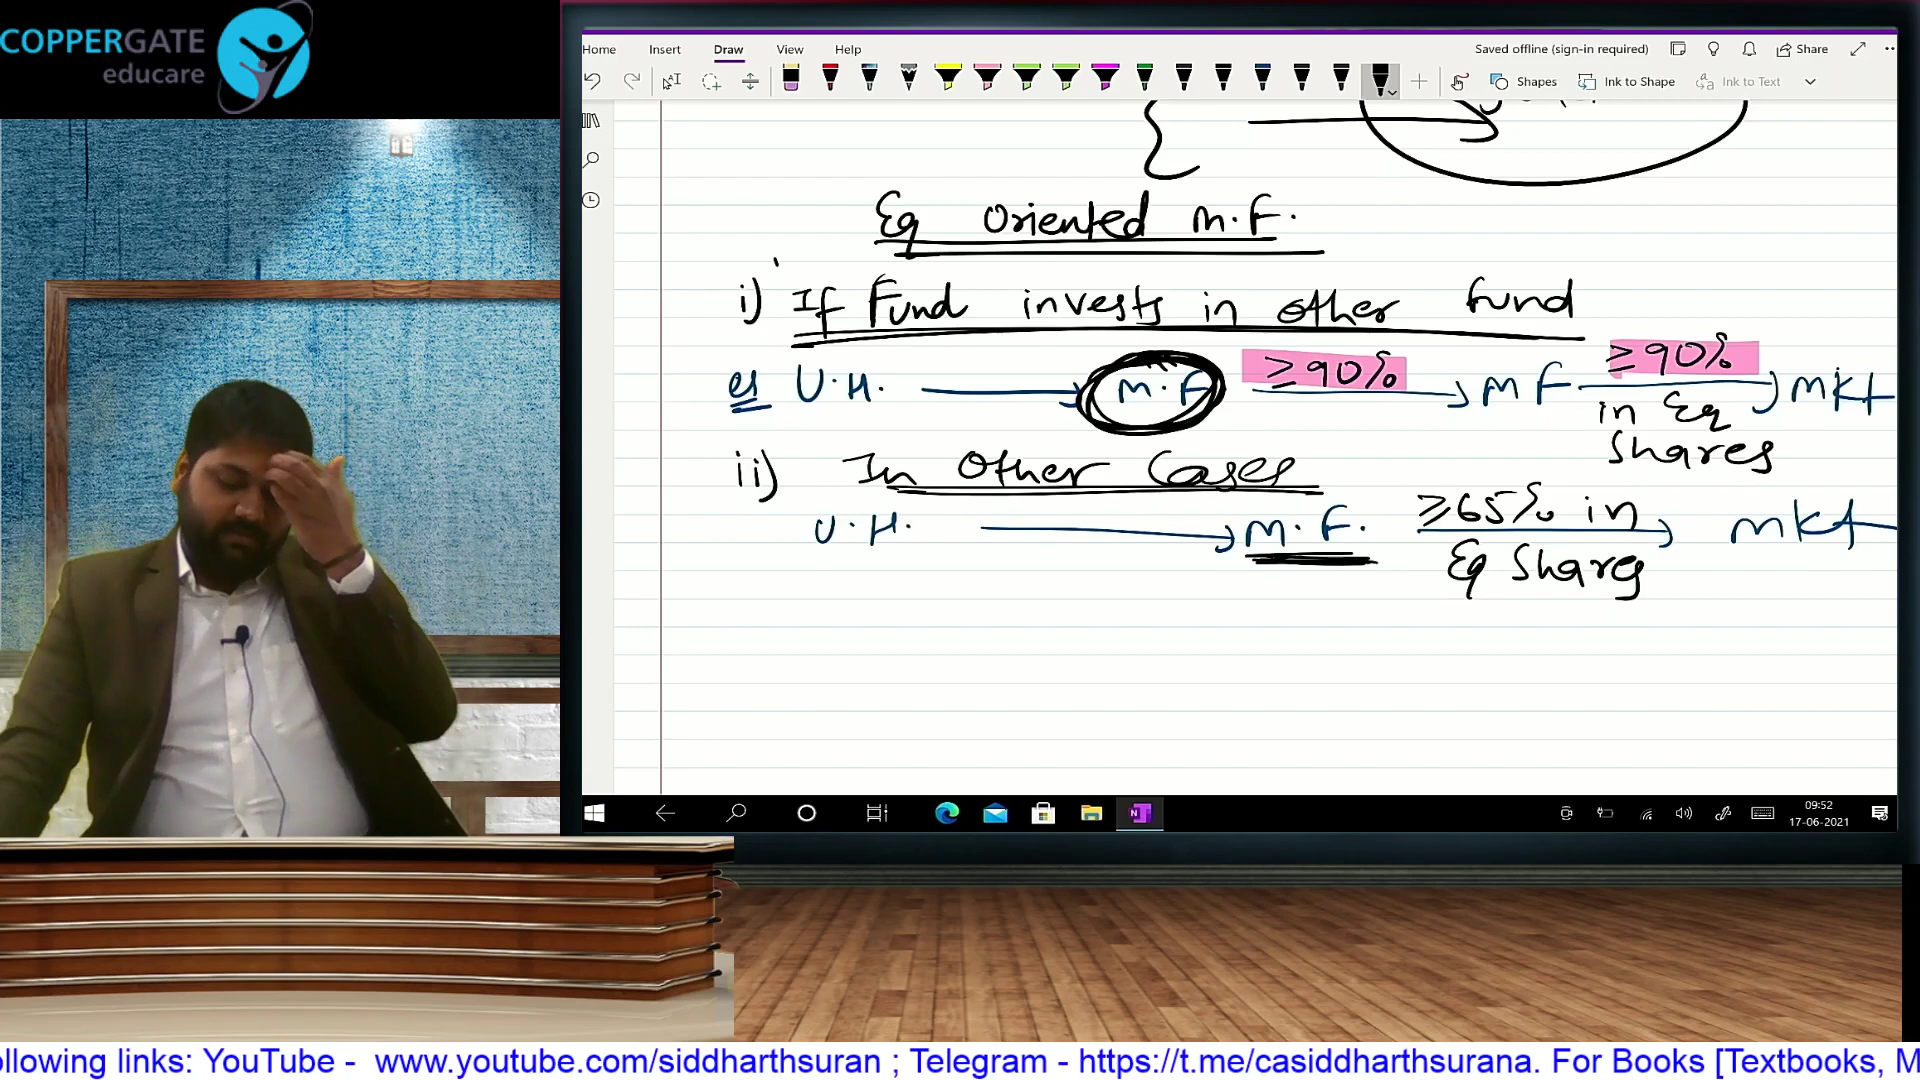 COPPERGATE
educare
Home Insert Draw View Help
Saved offline (sign-in required) Share
Shapes Ink to Shape Ink to Text
Eq Oriented M.F.
i) If Fund invests in other fund
eg U.H. M.F ≥90% MF ≥90% mkt
in Eq
Shares
ii) In Other Cases
U.H. M.F. ≥65% in mkt
Eq Shares
09:52
17-06-2021
ollowing links: YouTube - www.youtube.com/siddharthsuran ; Telegram - https://t.me/casiddharthsurana. For Books [Textbooks, M